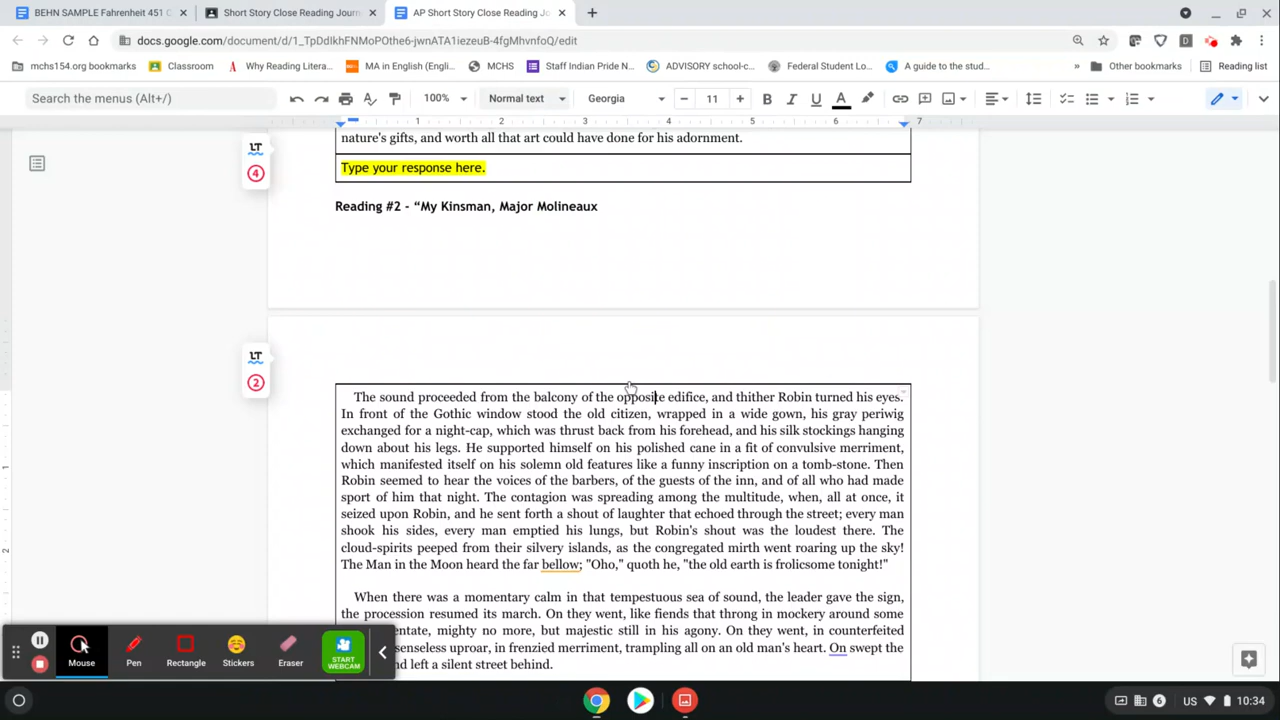 BEHN SAMPLE Fahrenheit 451 C
Short Story Close Reading Journ
AP Short Story Close Reading Jo
docs.google.com/document/d/1_TpDdIkhFNMoPOthe6-jwnATA1iezeuB-4fgMhvnfoQ/edit
mchs154.org bookmarks
Why Reading Litera...
MA in English (Engli...
MCHS
Staff Indian Pride N...
ADVISORY school-c...
Federal Student Lo...
A guide to the stud...
»
Other bookmarks
Reading list
Search the menus (Alt+/)
100%
Normal text
Georgia
11
1 2 3 4 5 6 7
nature's gifts, and worth all that art could have done for his adornment.
LT
4
Type your response here.
Reading #2 - “My Kinsman, Major Molineaux
LT
2
The sound proceeded from the balcony of the opposite edifice, and thither Robin turned his eyes.
In front of the Gothic window stood the old citizen, wrapped in a wide gown, his gray periwig
exchanged for a night-cap, which was thrust back from his forehead, and his silk stockings hanging
down about his legs. He supported himself on his polished cane in a fit of convulsive merriment,
which manifested itself on his solemn old features like a funny inscription on a tomb-stone. Then
Robin seemed to hear the voices of the barbers, of the guests of the inn, and of all who had made
sport of him that night. The contagion was spreading among the multitude, when, all at once, it
seized upon Robin, and he sent forth a shout of laughter that echoed through the street; every man
shook his sides, every man emptied his lungs, but Robin's shout was the loudest there. The
cloud-spirits peeped from their silvery islands, as the congregated mirth went roaring up the sky!
The Man in the Moon heard the far bellow; "Oho," quoth he, "the old earth is frolicsome tonight!"
When there was a momentary calm in that tempestuous sea of sound, the leader gave the sign,
the procession resumed its march. On they went, like fiends that throng in mockery around some
entate, mighty no more, but majestic still in his agony. On they went, in counterfeited
senseless uproar, in frenzied merriment, trampling all on an old man's heart. On swept the
nd left a silent street behind.
Mouse
Pen
Rectangle
Stickers
Eraser
START
WEBCAM
6
US
10:34